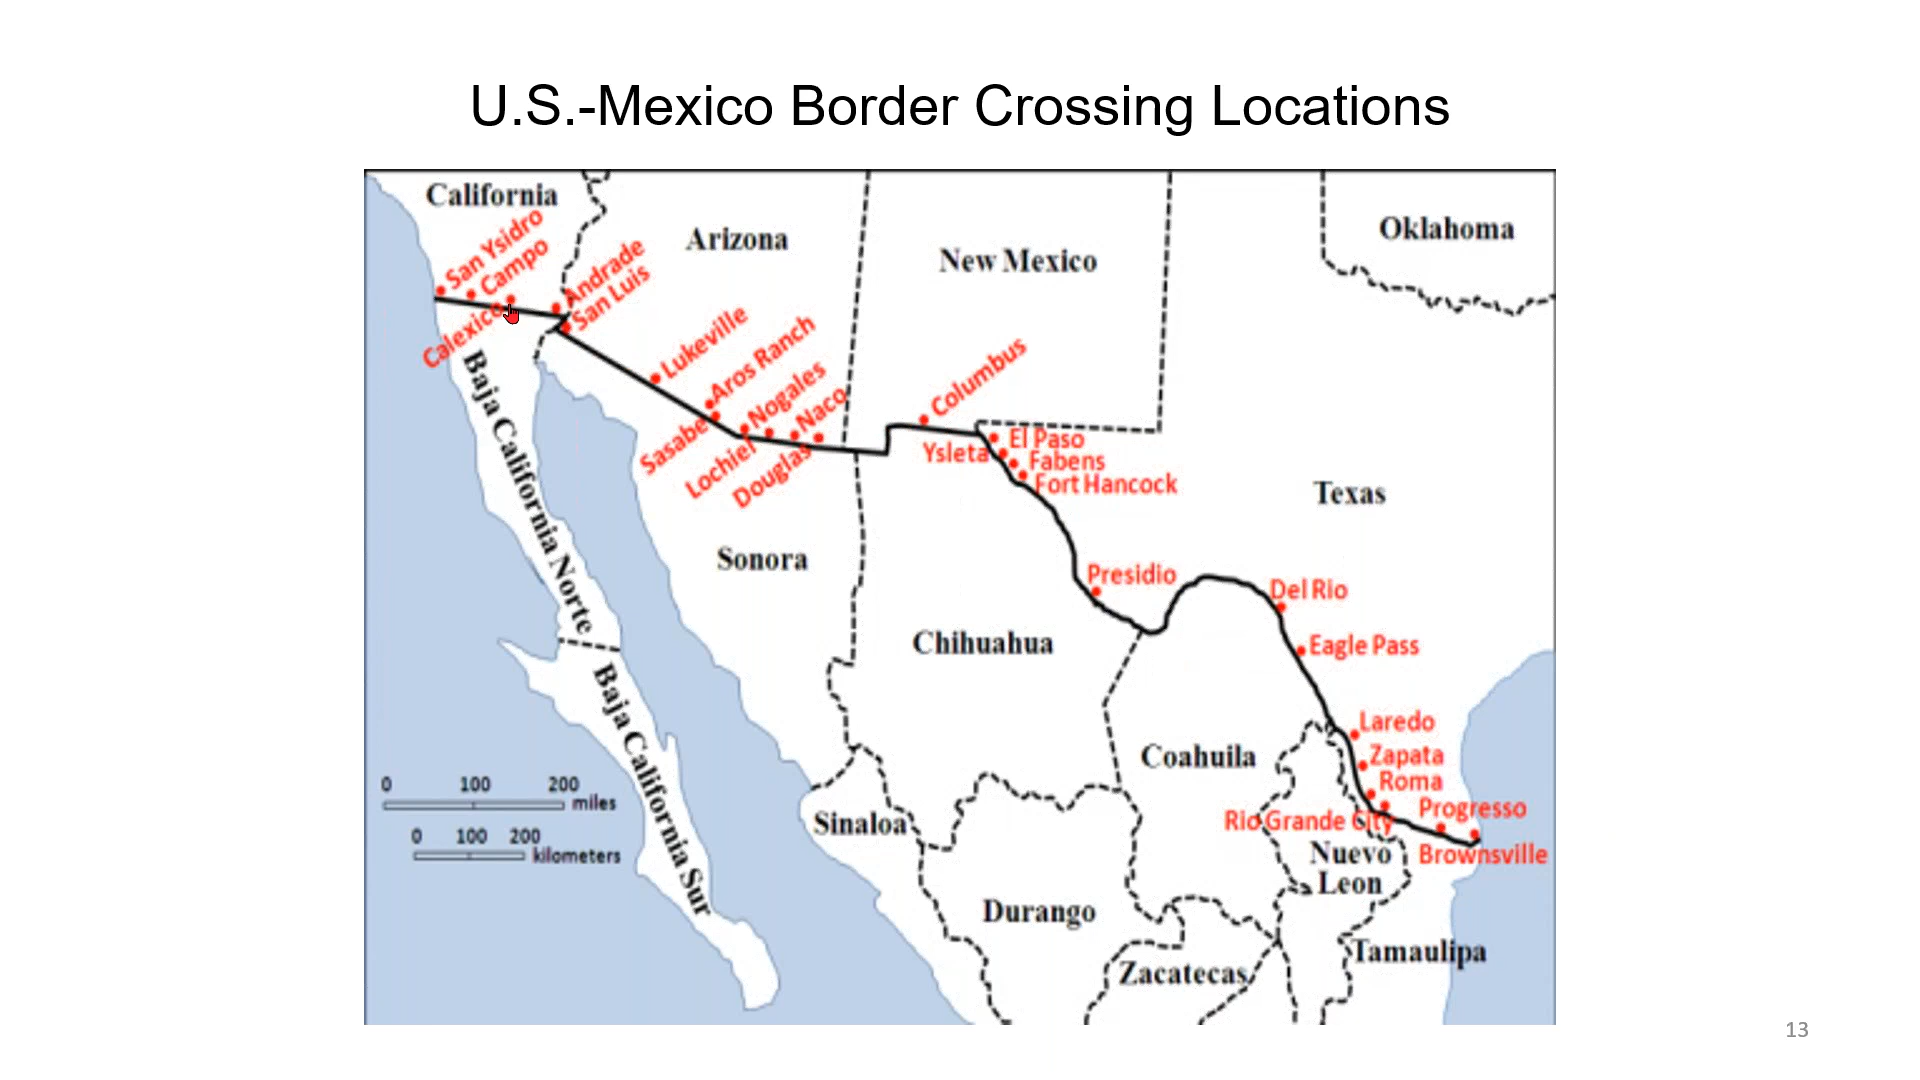 U.S.-Mexico Border Crossing Locations
California
Arizona
New Mexico
Oklahoma
San Ysidro
Campo
Calexico
Andrade
San Luis
Lukeville
Aros Ranch
Sasabe
Nogales
Lochiel
Naco
Douglas
Columbus
El Paso
Ysleta
Fabens
Fort Hancock
Texas
Presidio
Del Rio
Eagle Pass
Laredo
Zapata
Roma
Rio Grande City
Progresso
Brownsville
Baja California Norte
Baja California Sur
Sonora
Chihuahua
Coahuila
Sinaloa
Durango
Nuevo
Leon
Zacatecas
Tamaulipa
0 100 200
miles
0 100 200
kilometers
13